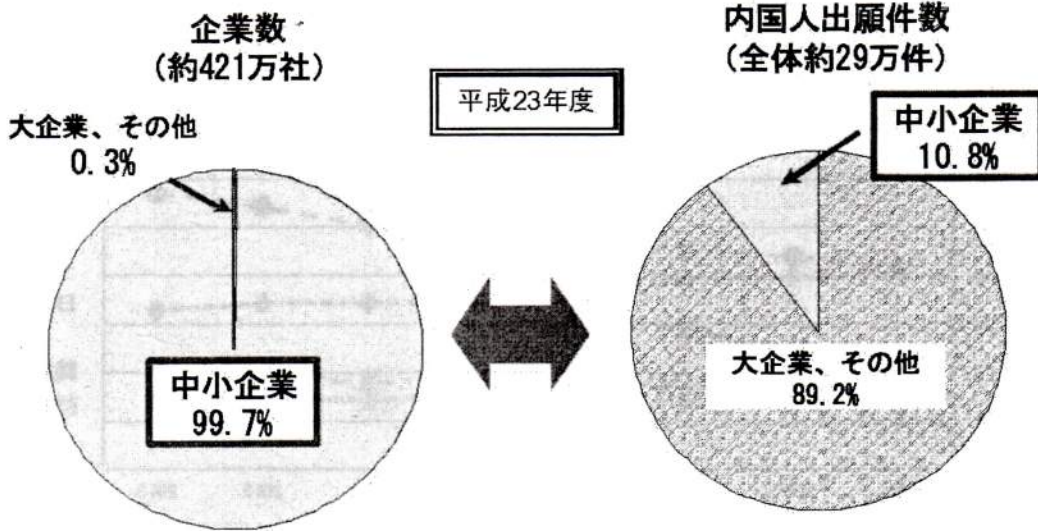 企業数
(約421万社)
内国人出願件数
(全体約29万件)
平成23年度
大企業、その他
0.3%
中小企業
10.8%
中小企業
99.7%
大企業、その他
89.2%